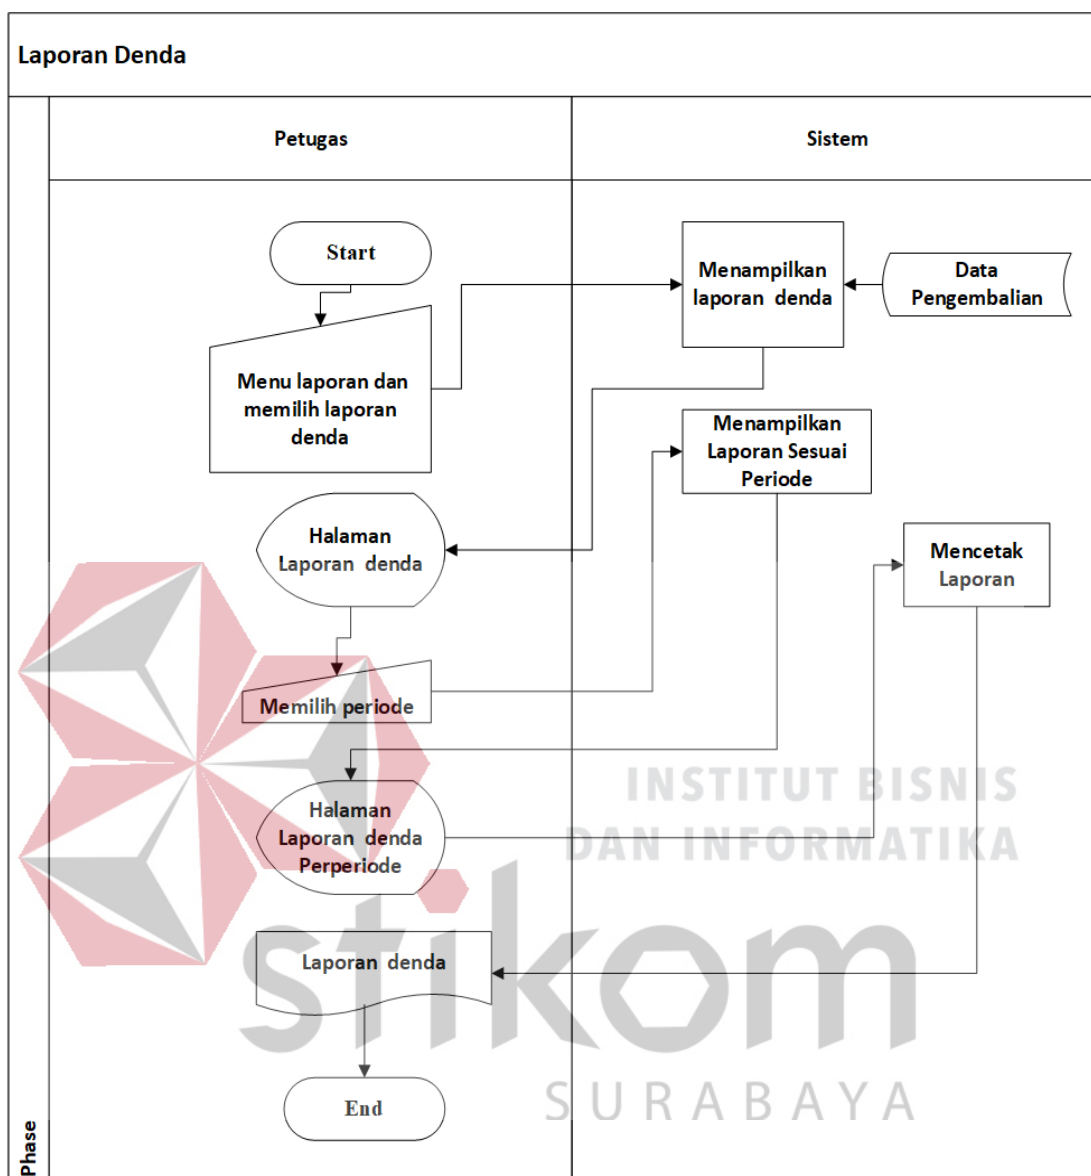 Laporan Denda
Petugas
Sistem
Start
Menampilkan
laporan denda
Data
Pengembalian
Menu laporan dan
memilih laporan
denda
Menampilkan
Laporan Sesuai
Periode
Halaman
Laporan denda
Mencetak
Laporan
Memilih periode
Halaman
Laporan denda
Perperiode
Laporan denda
End
Phase
INSTITUT BISNIS
DAN INFORMATIKA
stikom
SURABAYA